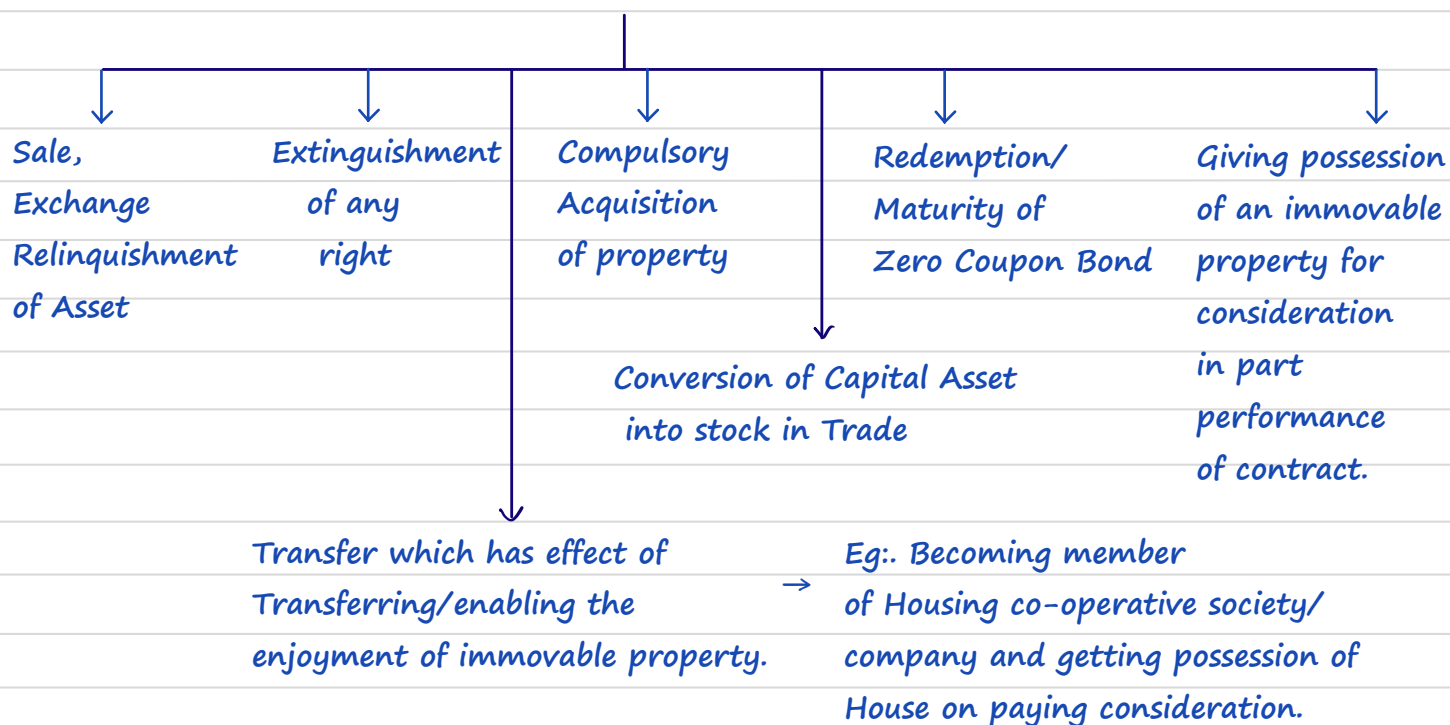 Sale,
Exchange
Relinquishment
of Asset
Extinguishment
of any
right
Compulsory
Acquisition
of property
Redemption/
Maturity of
Zero Coupon Bond
Giving possession
of an immovable
property for
consideration
in part
performance
of contract.
Conversion of Capital Asset
into stock in Trade
Transfer which has effect of
Transferring/enabling the
enjoyment of immovable property.
→
Eg:. Becoming member
of Housing co-operative society/
company and getting possession of
House on paying consideration.